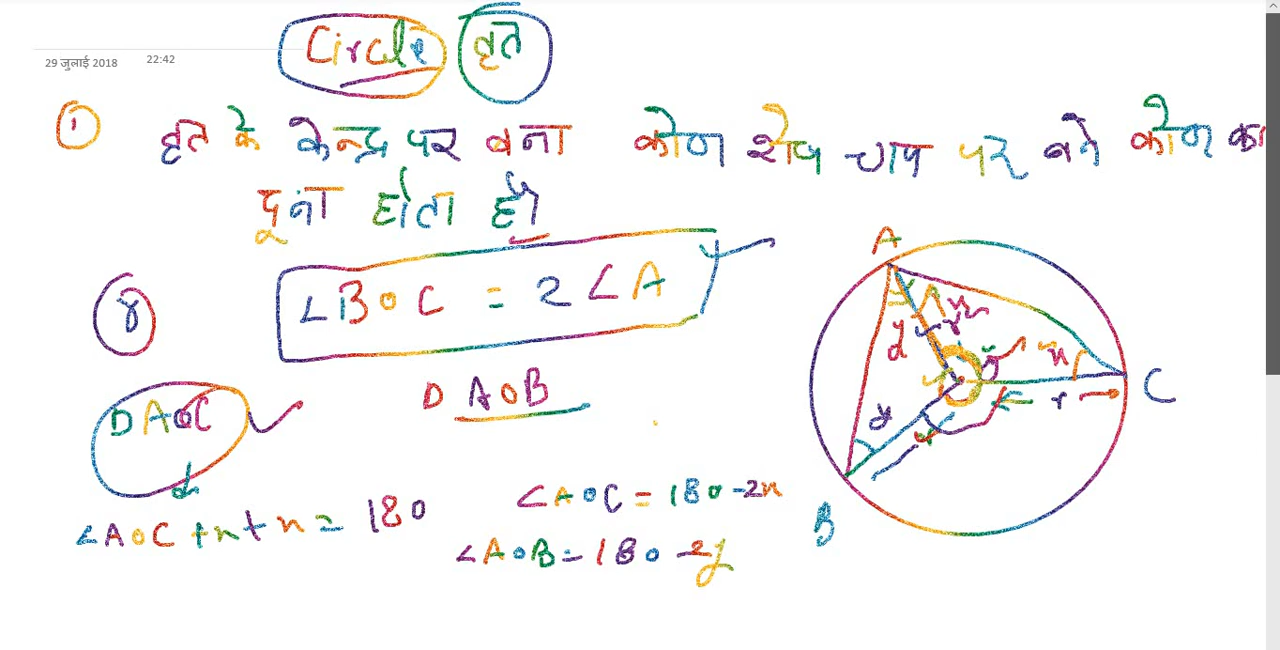 Circle वृत
29 जुलाई 2018 22:42
① वृत के केन्द्र पर बना कोण शेष चाप पर बने कोण का
दूना होता है।
∠BOC = 2∠A
A
x
y
r
x
C
r
y
r
B
D AOB
D AOC
∠AOC = 180-2x
∠AOC + x + x = 180
∠AOB = 180-2y